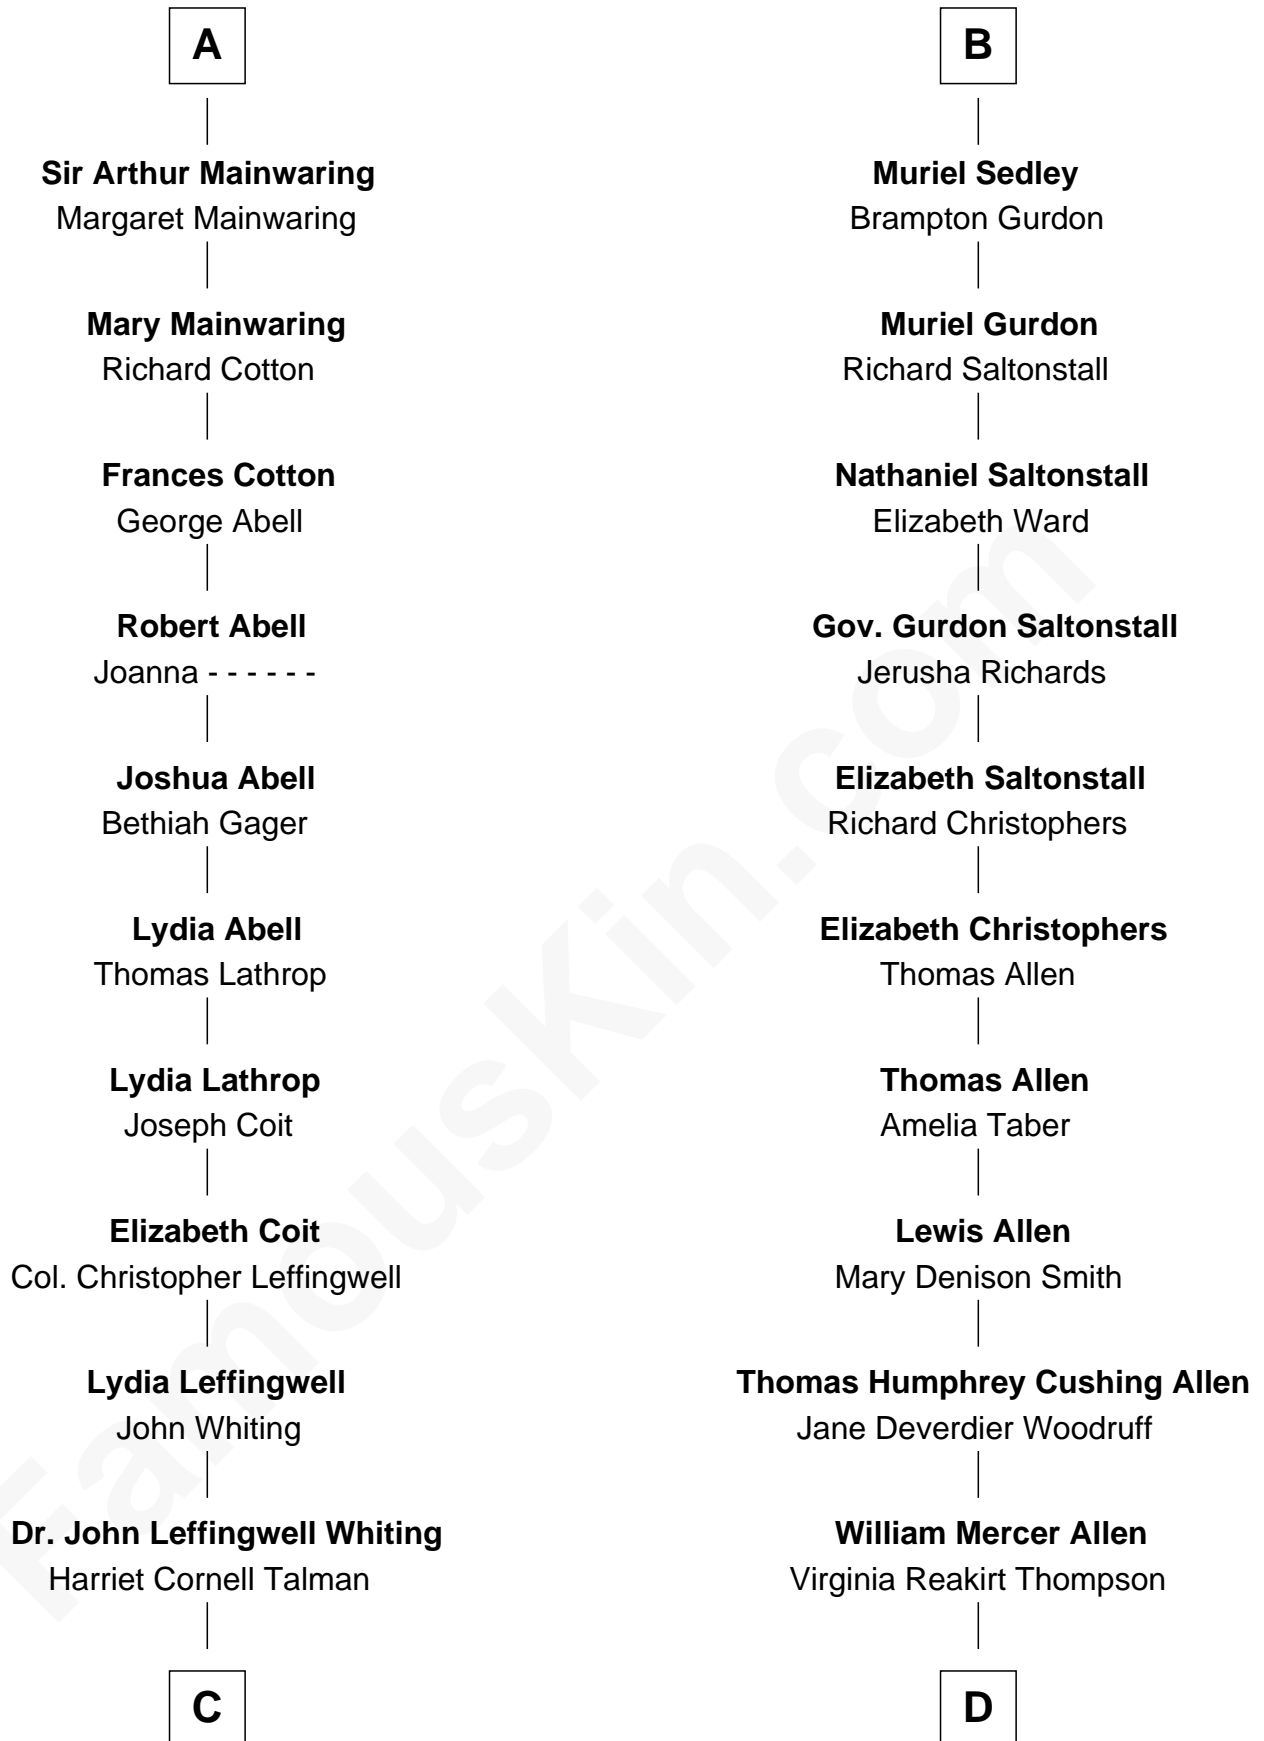 A
Sir Arthur Mainwaring
Margaret Mainwaring
Mary Mainwaring
Richard Cotton
Frances Cotton
George Abell
Robert Abell
Joanna - - - - - -
Joshua Abell
Bethiah Gager
Lydia Abell
Thomas Lathrop
Lydia Lathrop
Joseph Coit
Elizabeth Coit
Col. Christopher Leffingwell
Lydia Leffingwell
John Whiting
Dr. John Leffingwell Whiting
Harriet Cornell Talman
C
B
Muriel Sedley
Brampton Gurdon
Muriel Gurdon
Richard Saltonstall
Nathaniel Saltonstall
Elizabeth Ward
Gov. Gurdon Saltonstall
Jerusha Richards
Elizabeth Saltonstall
Richard Christophers
Elizabeth Christophers
Thomas Allen
Thomas Allen
Amelia Taber
Lewis Allen
Mary Denison Smith
Thomas Humphrey Cushing Allen
Jane Deverdier Woodruff
William Mercer Allen
Virginia Reakirt Thompson
D
FamousKin.com